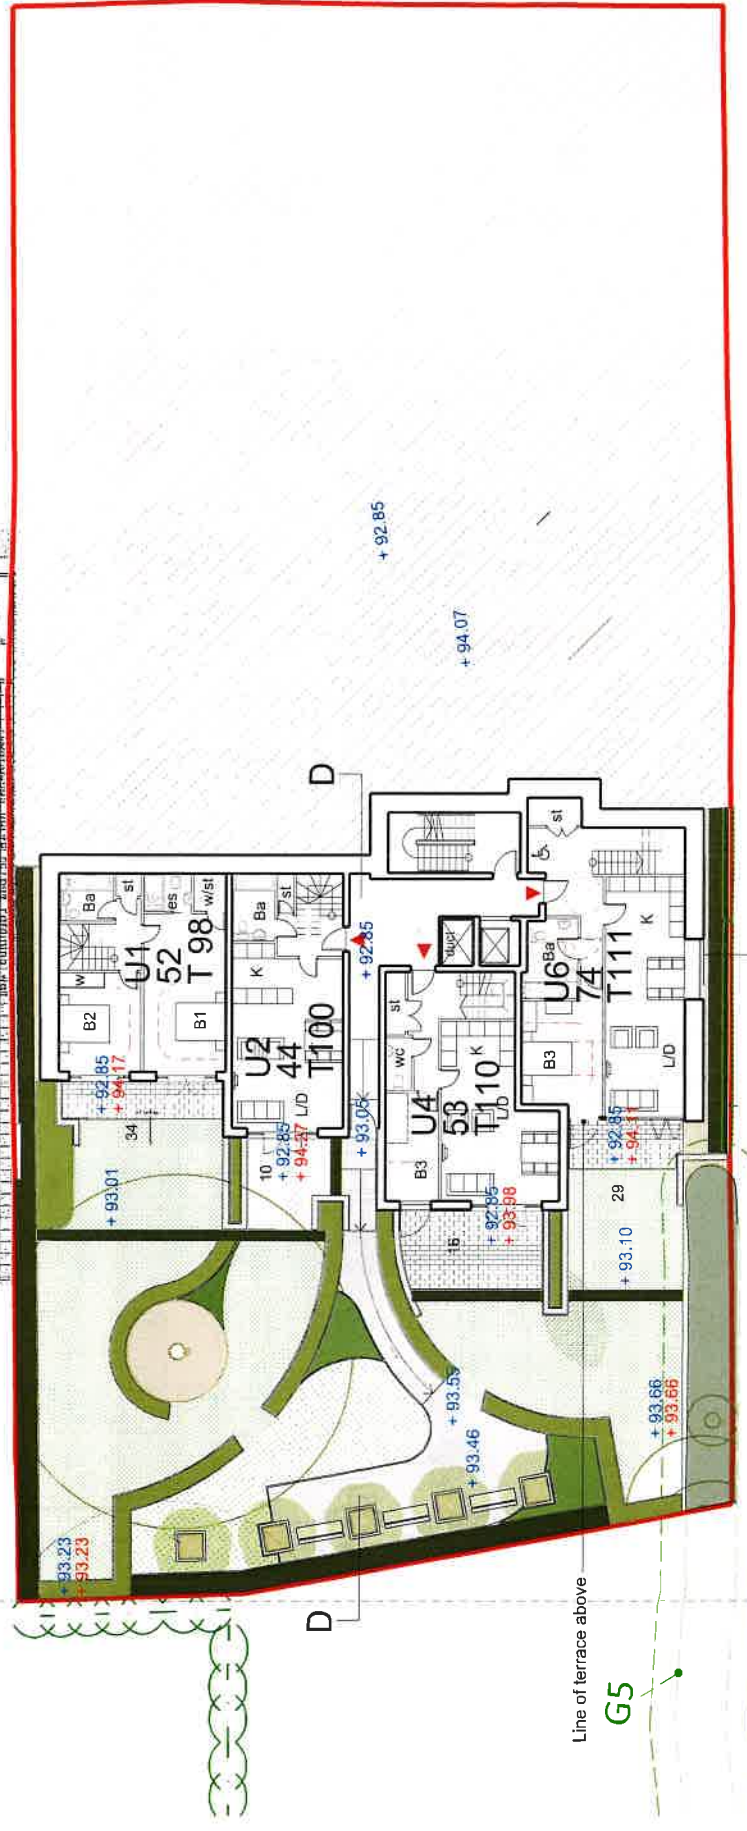 + 92.85
+ 94.07
D
st
K
L/D
U6
74
T111
Ba
B3
+ 92.85
+ 94.11
29
+ 93.10
duct
st
wc
K
U4
53
T110
L/D
B3
+ 92.85
+ 93.98
16
+ 92.85
+ 93.05
Ba
st
K
U2
44
T100
L/D
10
+ 92.85
+ 94.27
Ba
st
es
w/st
w
U1
52
T 98
B2
B1
+ 92.85
+ 94.17
34
+ 93.01
+ 93.55
+ 93.46
+ 93.66
+ 93.66
+ 93.23
+ 93.23
D
Line of terrace above
G5